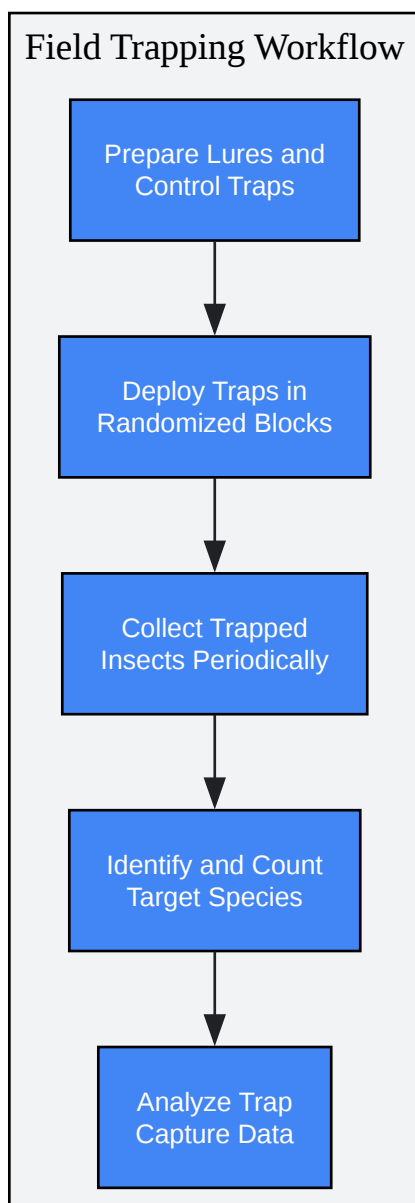 Field Trapping Workflow
Prepare Lures and
Control Traps
Deploy Traps in
Randomized Blocks
Collect Trapped
Insects Periodically
Identify and Count
Target Species
Analyze Trap
Capture Data